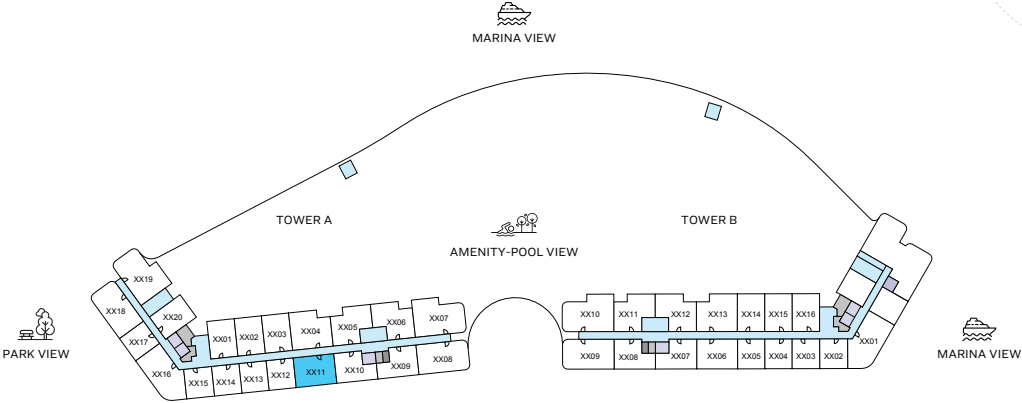 MARINA VIEW
TOWER A
TOWER B
AMENITY-POOL VIEW
PARK VIEW
MARINA VIEW
XX19
XX18
XX20
XX17
XX16
XX01
XX02
XX03
XX04
XX05
XX06
XX07
XX15
XX14
XX13
XX12
XX11
XX10
XX09
XX08
XX10
XX11
XX12
XX13
XX14
XX15
XX16
XX01
XX09
XX08
XX07
XX06
XX05
XX04
XX03
XX02